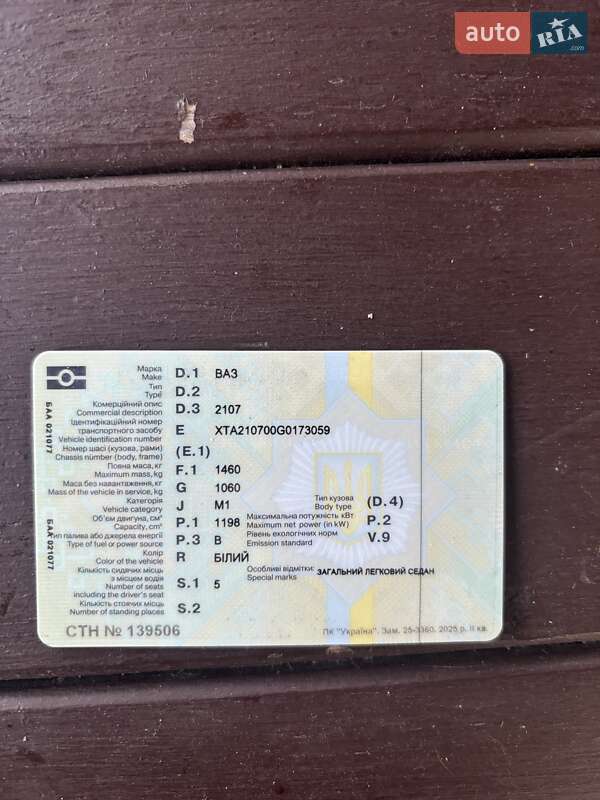 auto RIA .com
Марка D.1 ВАЗ
Make
Тип D.2
Type
Комерційний опис D.3 2107
Commercial description
Ідентифікаційний номер
транспортного засобу E XTA210700G0173059
Vehicle identification number
Номер шасі (кузова, рами) (E.1)
Chassis number (body, frame)
Повна маса, кг F.1 1460
Maximum mass, kg
Маса без навантаження, кг G 1060
Mass of the vehicle in service, kg
Категорія J M1
Vehicle category
Об'єм двигуна, см³ P.1 1198
Capacity, cm³
Тип палива або джерела енергії P.3 B
Type of fuel or power source
Колір R БІЛИЙ
Color of the vehicle
Кількість сидячих місць
з місцем водія S.1 5
Number of seats
including the driver's seat
Кількість стоячих місць S.2
Number of standing places
Тип кузова (D.4)
Body type
Максимальна потужність кВт P.2
Maximum net power (in kW)
Рівень екологічних норм V.9
Emission standard
Особливі відмітки: ЗАГАЛЬНИЙ ЛЕГКОВИЙ СЕДАН
Special marks
СТН № 139506
ПК "Україна". Зам. 25-3360. 2025 р. II кв.
БАА 021077
БАА 021077